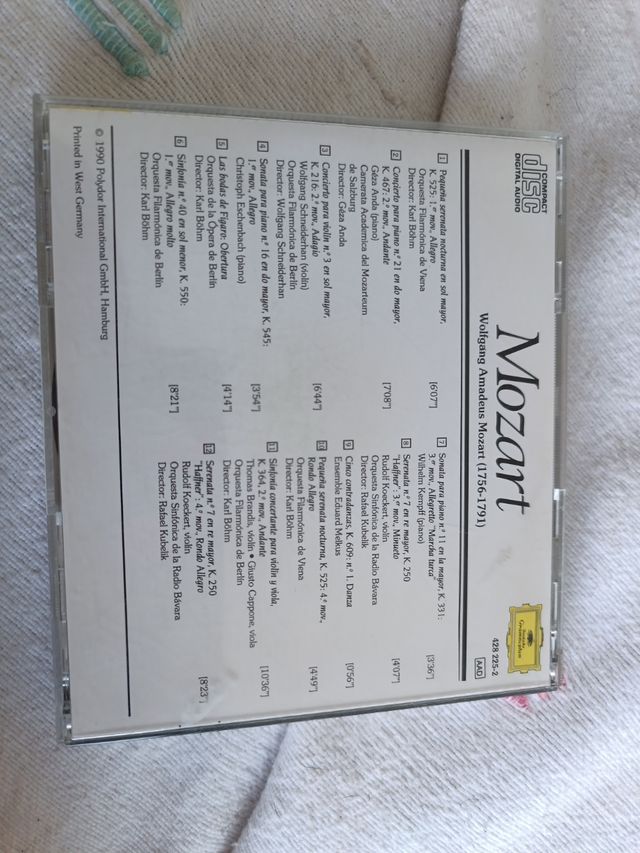 COMPACT
disc
DIGITAL AUDIO
Mozart
Wolfgang Amadeus Mozart (1756-1791)
Deutsche
Grammophon
428 225-2
AAD
1 Pequeña serenata nocturna en sol mayor,
K. 525: 1.er mov., Allegro
Orquesta Filarmónica de Viena
Director: Karl Böhm [6'07"]
2 Concierto para piano n.º 21 en do mayor,
K. 467: 2.º mov., Andante
Géza Anda (piano)
Camerata Academica del Mozarteum
de Salzburg
Director: Géza Anda [7'08"]
3 Concierto para violín n.º 3 en sol mayor,
K. 216: 2.º mov., Adagio
Wolfgang Schneiderhan (violín)
Orquesta Filarmónica de Berlín
Director: Wolfgang Schneiderhan [6'44"]
4 Sonata para piano n.º 16 en do mayor, K. 545:
1.er mov., Allegro
Christoph Eschenbach (piano) [3'54"]
5 Las bodas de Fígaro: Obertura
Orquesta de la Ópera de Berlín
Director: Karl Böhm [4'14"]
6 Sinfonía n.º 40 en sol menor, K. 550:
1.er mov., Allegro molto
Orquesta Filarmónica de Berlín
Director: Karl Böhm [8'21"]
7 Sonata para piano n.º 11 en la mayor, K. 331:
3.er mov., Allegretto "Marcha turca"
Wilhelm Kempff (piano) [3'36"]
8 Serenata n.º 7 en re mayor, K. 250
"Haffner": 3.er mov., Minueto
Rudolf Koeckert, violín
Orquesta Sinfónica de la Radio Bávara
Director: Rafael Kubelik [4'07"]
9 Cinco contradanzas, K. 609: n.º 1. Danza
Ensemble Eduard Melkus [0'56"]
10 Pequeña serenata nocturna, K. 525: 4.º mov.,
Rondo Allegro
Orquesta Filarmónica de Viena
Director: Karl Böhm [4'49"]
11 Sinfonía concertante para violín y viola,
K. 364, 2.º mov., Andante
Thomas Brandis, violín • Giusto Cappone, viola
Orquesta Filarmónica de Berlín
Director: Karl Böhm [10'36"]
12 Serenata n.º 7 en re mayor, K. 250
"Haffner": 4.º mov., Rondo Allegro
Rudolf Koeckert, violín
Orquesta Sinfónica de la Radio Bávara
Director: Rafael Kubelik [8'23"]
© 1990 Polydor International GmbH, Hamburg
Printed in West Germany